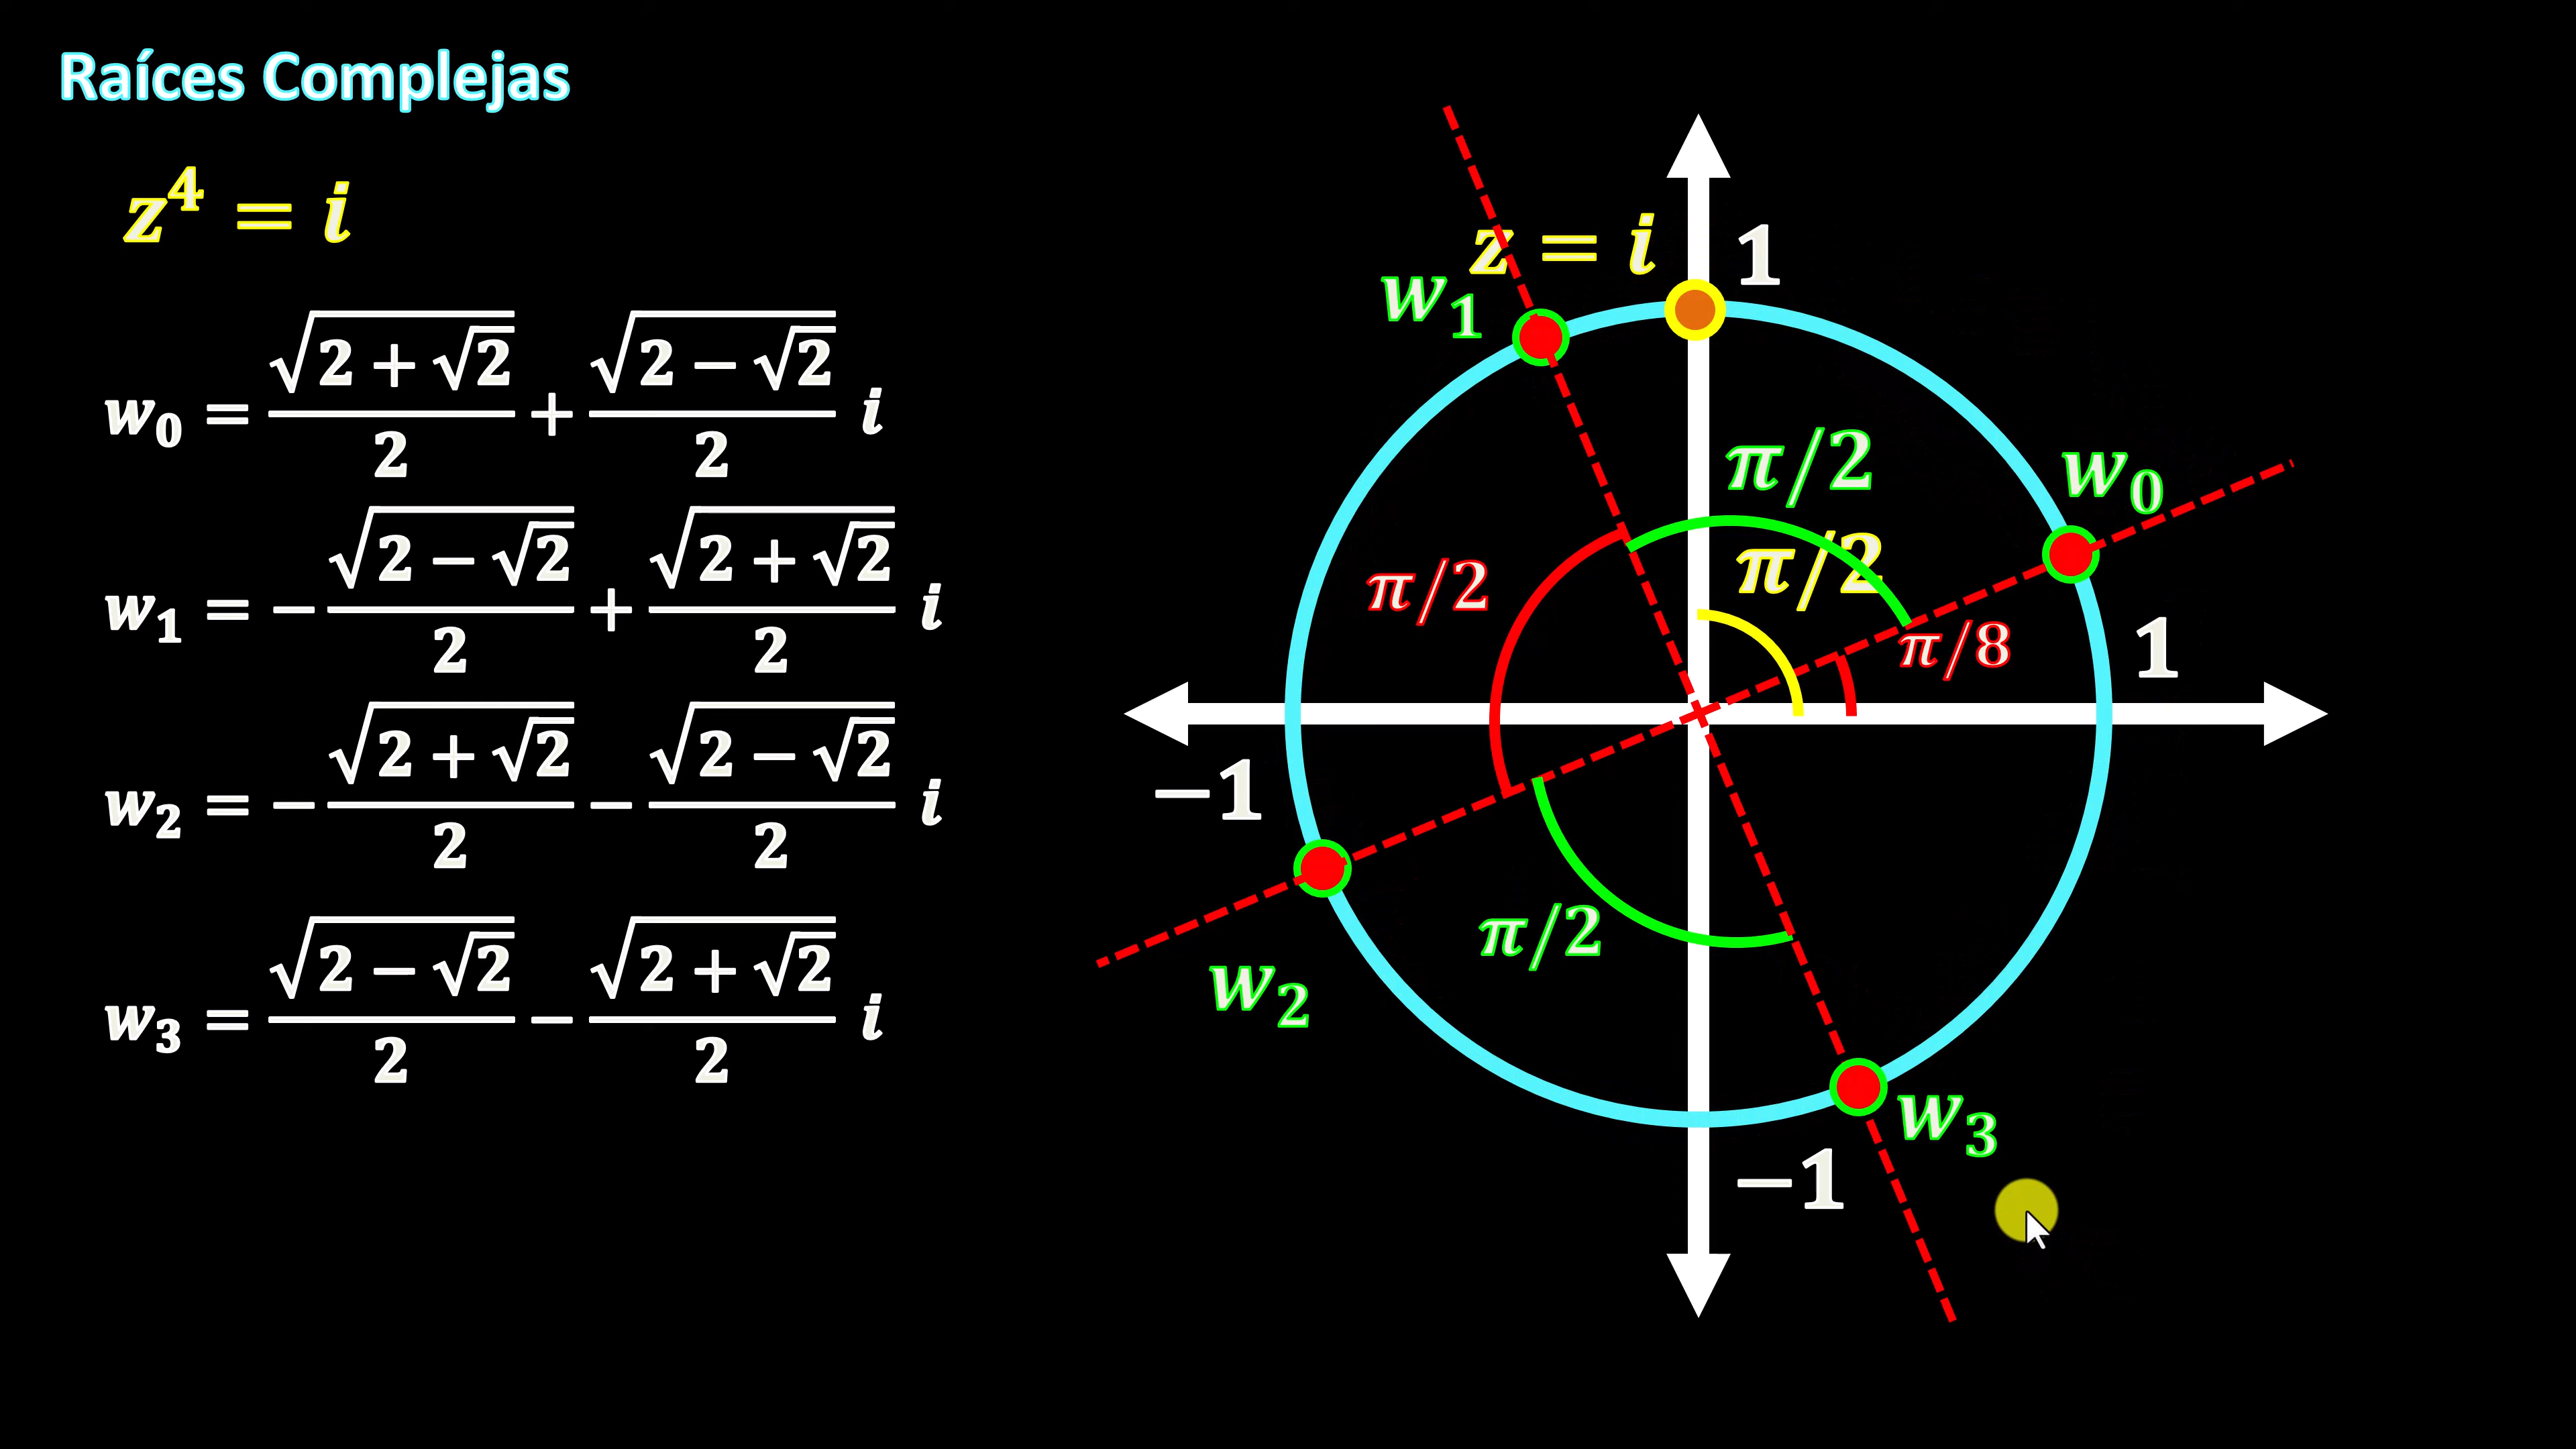 Raíces Complejas
z⁴ = i
w₀ = √(2 + √2)/2 + √(2 − √2)/2 i
w₁ = −√(2 − √2)/2 + √(2 + √2)/2 i
w₂ = −√(2 + √2)/2 − √(2 − √2)/2 i
w₃ = √(2 − √2)/2 − √(2 + √2)/2 i
z = i
1
w₁
π/2
w₀
π/2
π/2
π/8
1
−1
π/2
w₂
w₃
−1